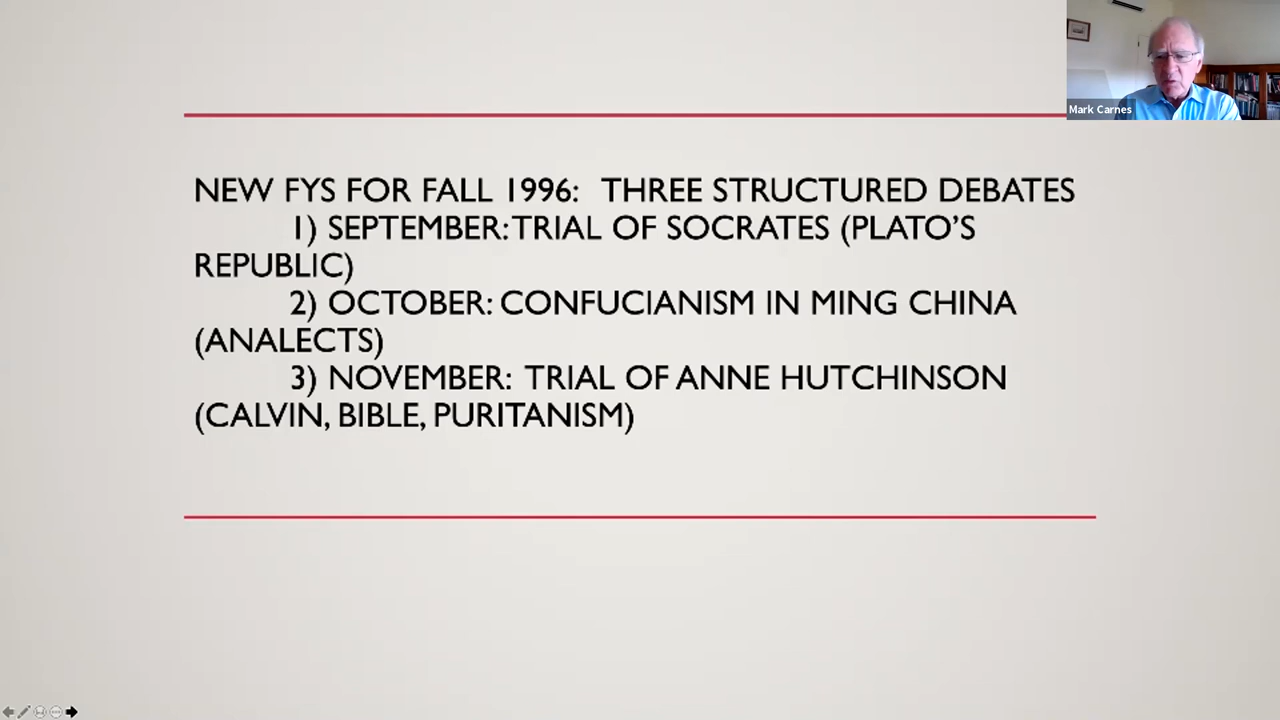 NEW FYS FOR FALL 1996: THREE STRUCTURED DEBATES
1) SEPTEMBER: TRIAL OF SOCRATES (PLATO'S
REPUBLIC)
2) OCTOBER: CONFUCIANISM IN MING CHINA
(ANALECTS)
3) NOVEMBER: TRIAL OF ANNE HUTCHINSON
(CALVIN, BIBLE, PURITANISM)
Mark Carnes